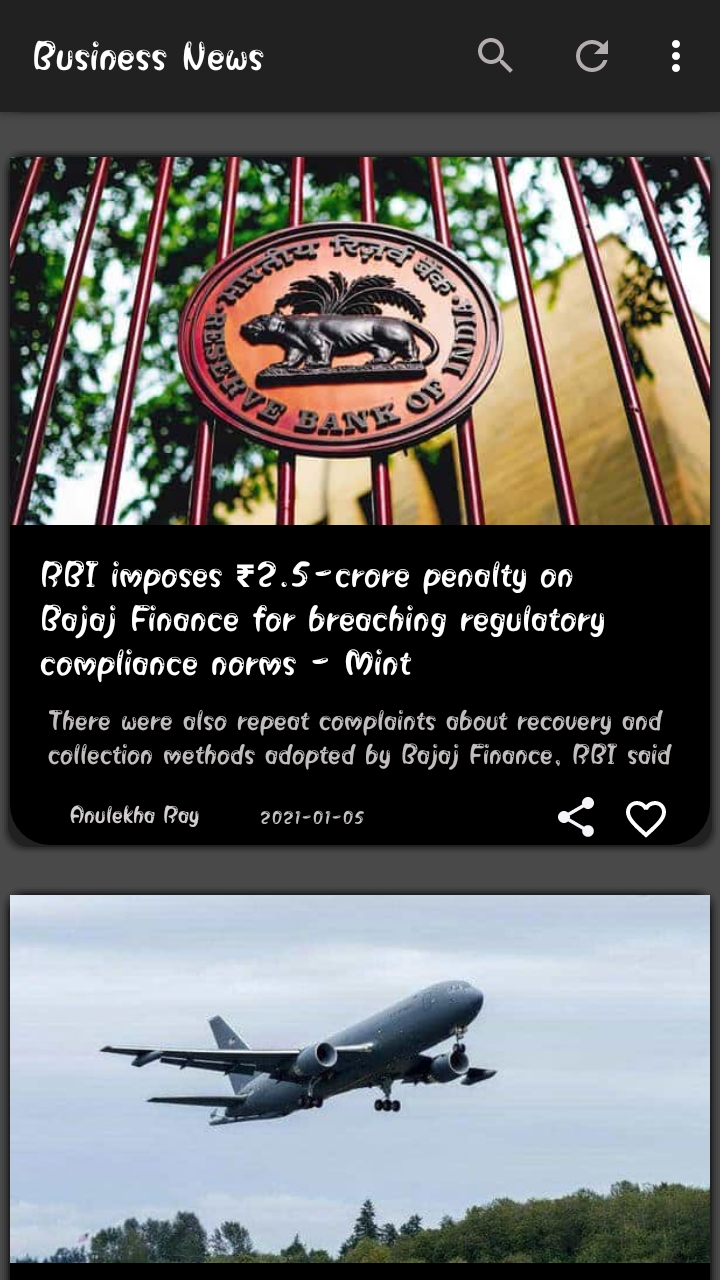 Business News
भारतीय रिज़र्व बैंक
RESERVE BANK OF INDIA
RBI imposes ₹2.5-crore penalty on
Bajaj Finance for breaching regulatory
compliance norms - Mint
There were also repeat complaints about recovery and
collection methods adopted by Bajaj Finance, RBI said
Anulekha Ray 2021-01-05